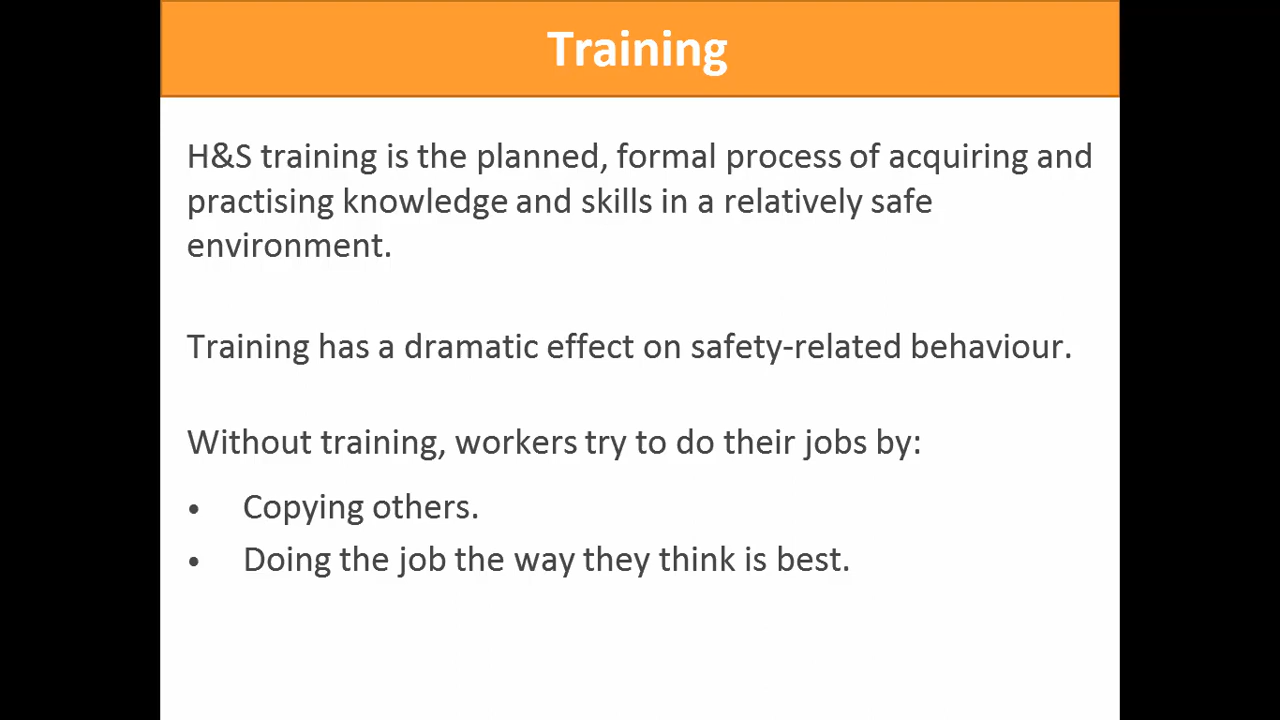 Training
H&S training is the planned, formal process of acquiring and
practising knowledge and skills in a relatively safe
environment.
Training has a dramatic effect on safety-related behaviour.
Without training, workers try to do their jobs by:
• Copying others.
• Doing the job the way they think is best.